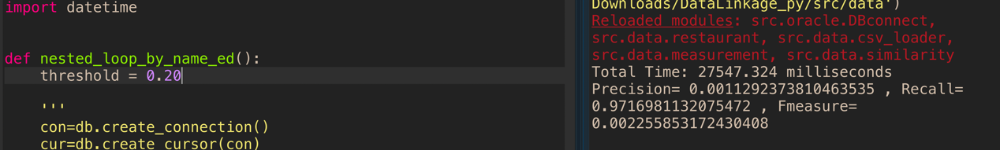 import datetime
def nested_loop_by_name_ed():
threshold = 0.20
'''
con=db.create_connection()
cur=db.create_cursor(con)
Downloads/DataLinkage_py/src/data')
Reloaded modules: src.oracle.DBconnect,
src.data.restaurant, src.data.csv_loader,
src.data.measurement, src.data.similarity
Total Time: 27547.324 milliseconds
Precision= 0.0011292373810463535 , Recall=
0.9716981132075472 , Fmeasure=
0.002255853172430408